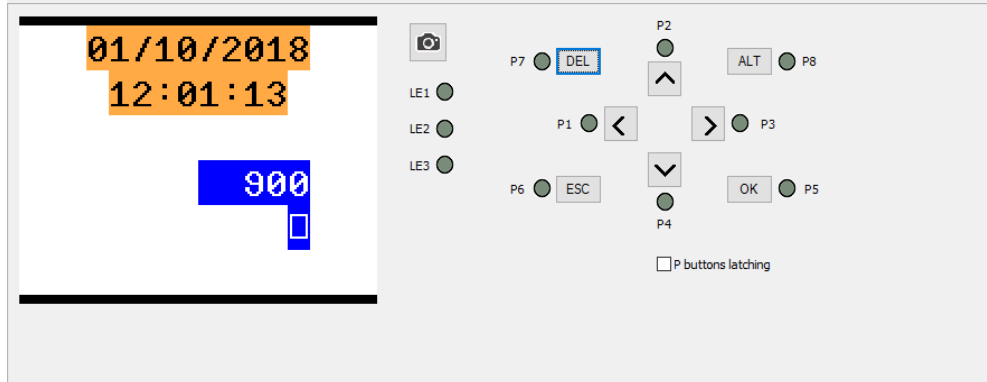 01/10/2018
12:01:13
900
P2
P7 DEL
ALT P8
LE1
LE2
LE3
P1
P3
P6 ESC
OK P5
P4
P buttons latching